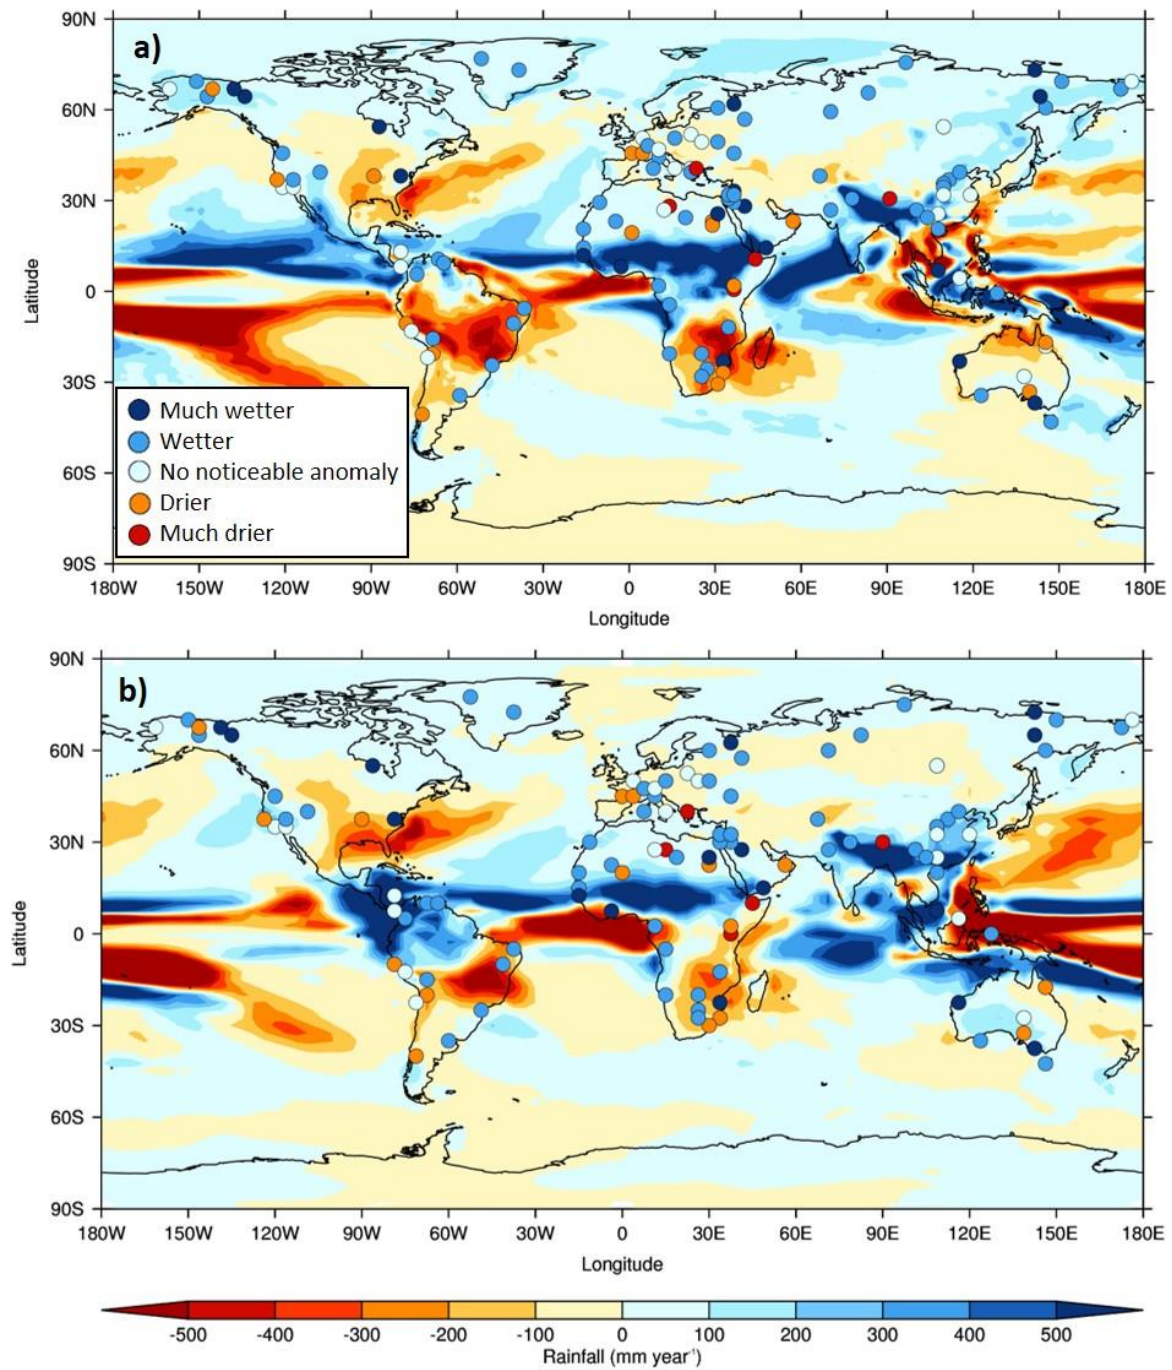 a)
90N
60N
30N
0
30S
60S
90S
Latitude
Much wetter
Wetter
No noticeable anomaly
Drier
Much drier
180W 150W 120W 90W 60W 30W 0 30E 60E 90E 120E 150E 180E
Longitude
b)
90N
60N
30N
0
30S
60S
90S
Latitude
180W 150W 120W 90W 60W 30W 0 30E 60E 90E 120E 150E 180E
Longitude
-500 -400 -300 -200 -100 0 100 200 300 400 500
Rainfall (mm year⁻¹)